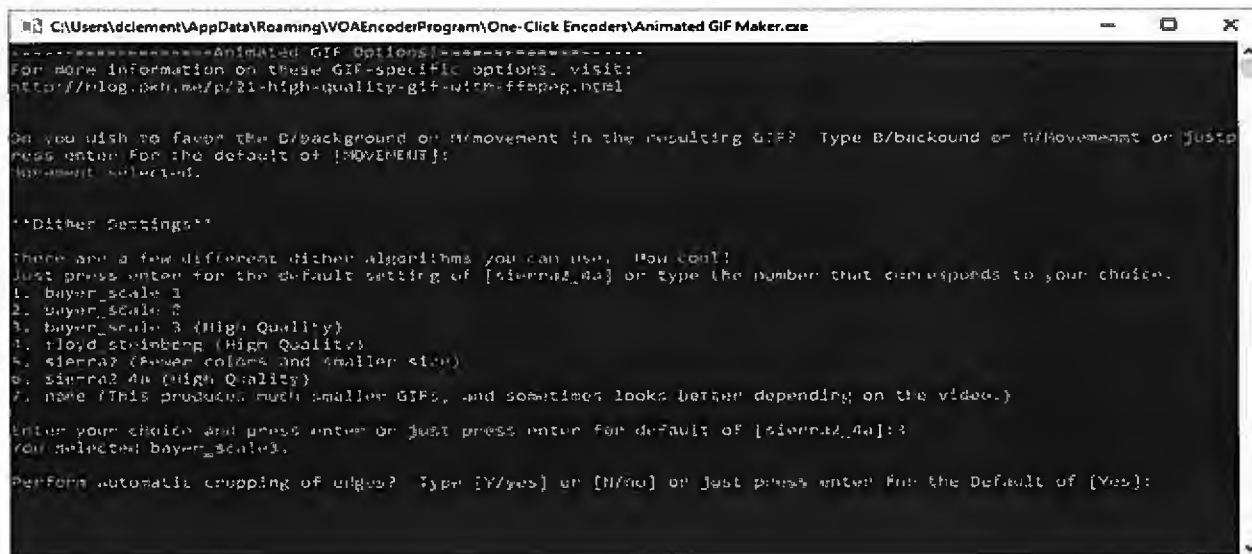 C:\Users\dclement\AppData\Roaming\VOAEncoderProgram\One-Click Encoders\Animated GIF Maker.exe
-------------------Animated GIF Options!-------------------
For more information on these GIF-specific options, visit:
http://blog.pkh.me/p/21-high-quality-gif-with-ffmpeg.html
Do you wish to favor the B/background or M/movement in the resulting GIF? Type B/backound or M/Movememnt or justp
ress enter for the default of [MOVEMENT]:
Movement selected.
**Dither Settings**
There are a few different dither algorithms you can use. How cool!
Just press enter for the default setting of [sierra2_4a] or type the number that corresponds to your choice.
1. bayer_scale 1
2. bayer_scale 2
3. bayer_scale 3 (High Quality)
4. floyd_steinberg (High Quality)
5. sierra2 (Fewer colors and smaller size)
6. sierra2_4a (High Quality)
7. none (This produces much smaller GIFs, and sometimes looks better depending on the video.)
Enter your choice and press enter or just press enter for default of [sierra2_4a]:3
You selected bayer_scale3.
Perform automatic cropping of edges? Type [Y/yes] or [N/no] or just press enter for the Default of [Yes]: